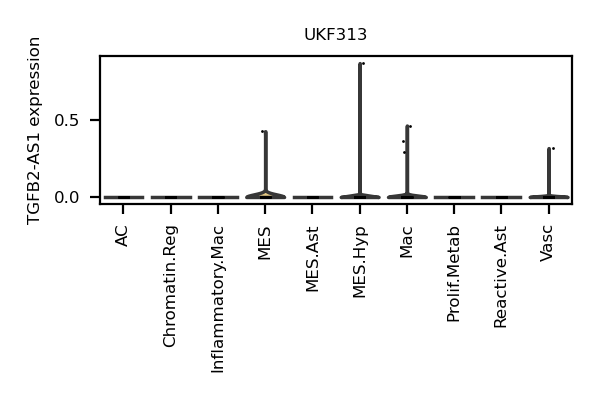 UKF313
TGFB2-AS1 expression
0.5
0.0
AC
Chromatin.Reg
Inflammatory.Mac
MES
MES.Ast
MES.Hyp
Mac
Prolif.Metab
Reactive.Ast
Vasc